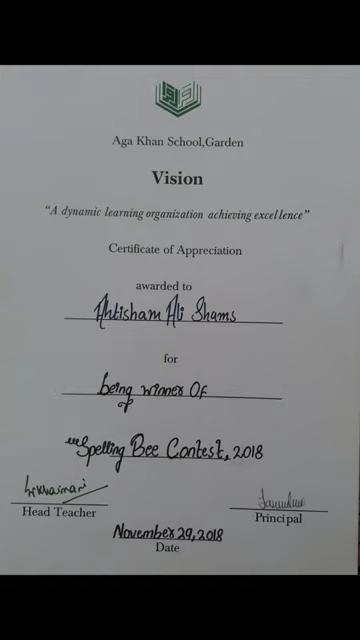 Aga Khan School,Garden
Vision
"A dynamic learning organization achieving excellence"
Certificate of Appreciation
awarded to
Ahtisham Ali Shams
for
being winner Of
"Spelling Bee Contest, 2018
Head Teacher
Principal
November 29, 2018
Date